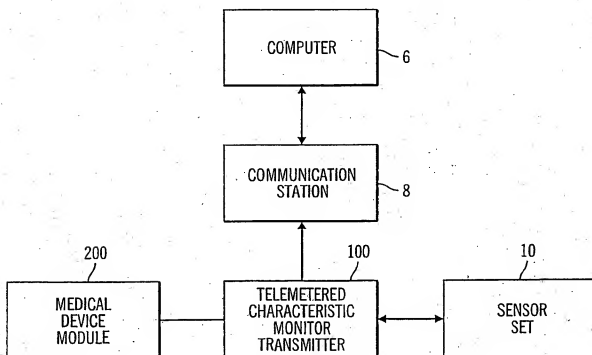 COMPUTER
6
COMMUNICATION
STATION
8
200
100
10
MEDICAL
DEVICE
MODULE
TELEMETERED
CHARACTERISTIC
MONITOR
TRANSMITTER
SENSOR
SET